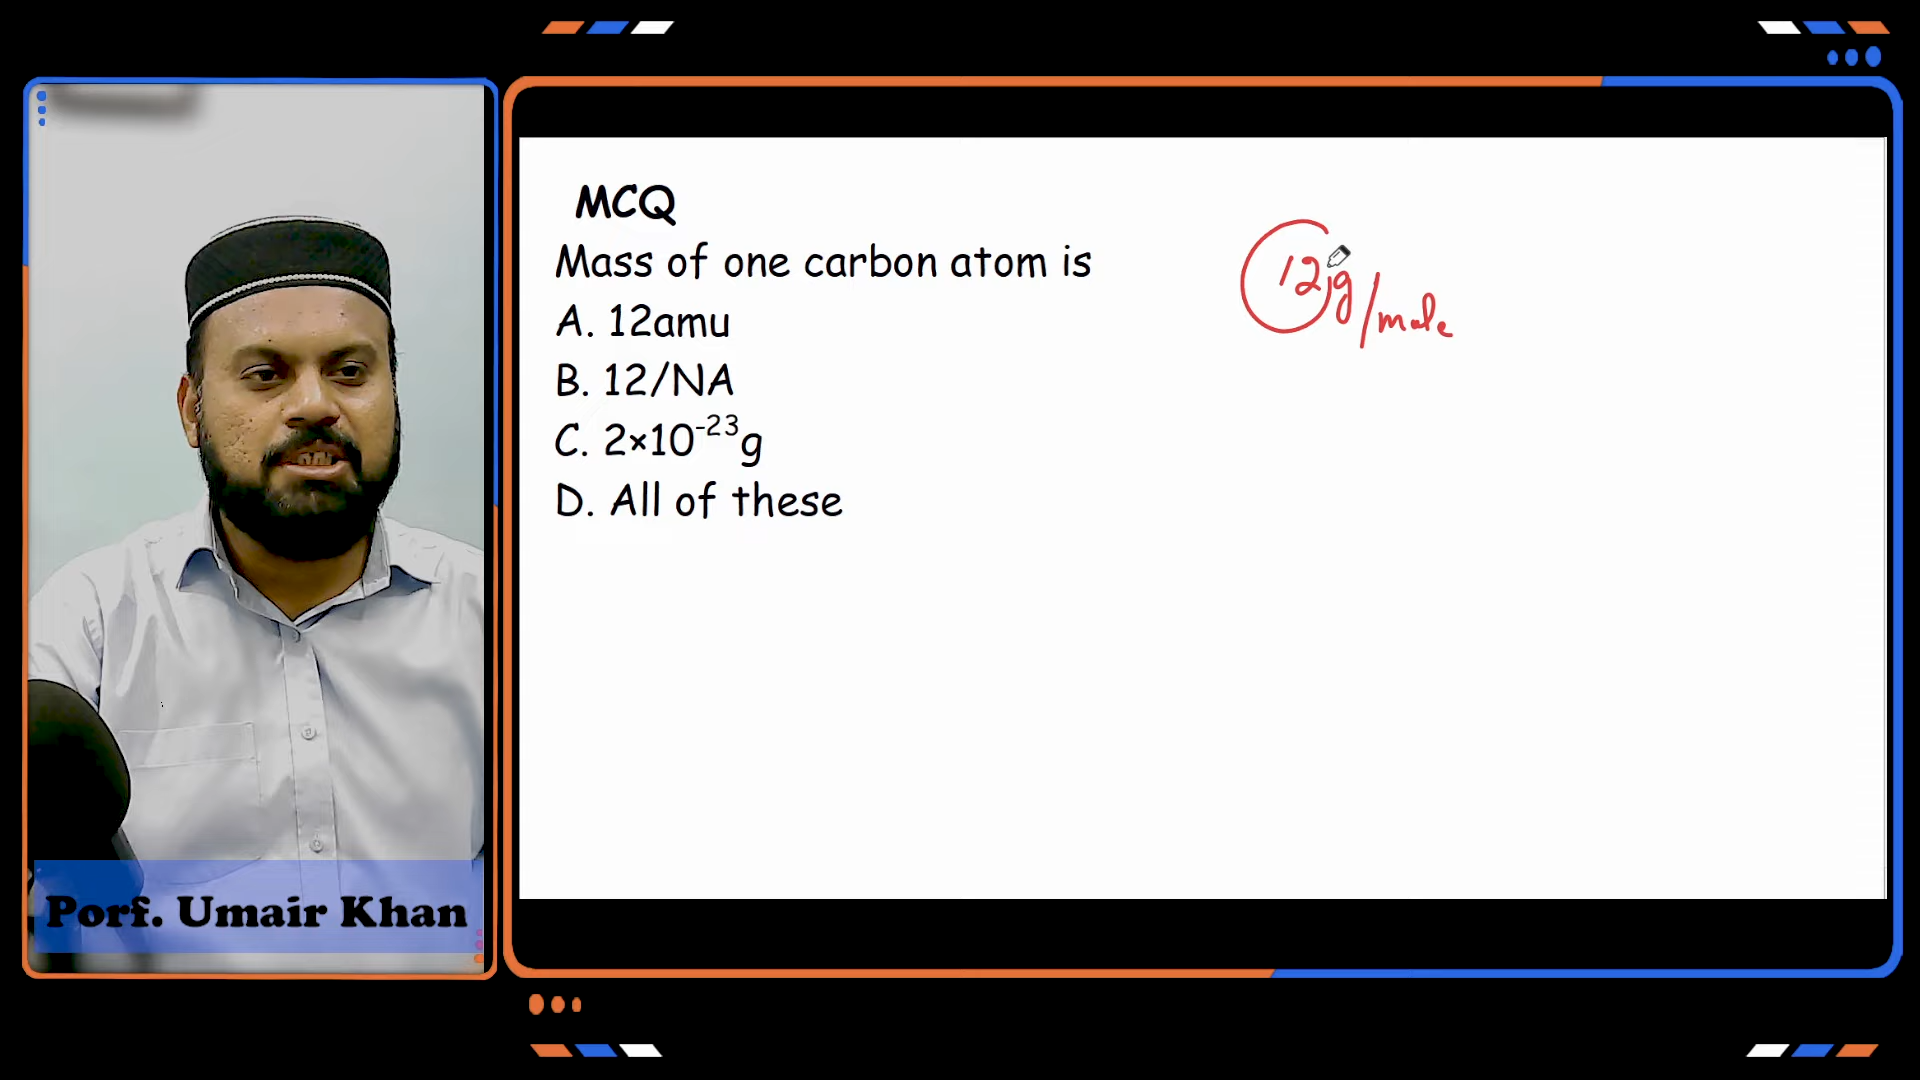 MCQ
Mass of one carbon atom is
A. 12amu
B. 12/NA
C. 2×10⁻²³g
D. All of these
12g/mole
Porf. Umair Khan